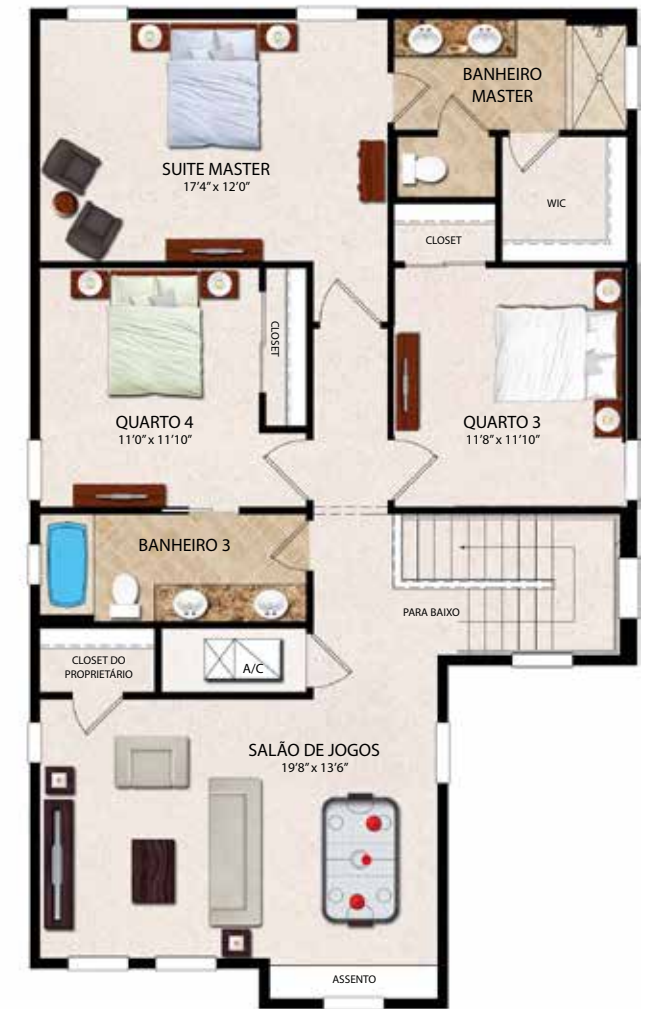 BANHEIRO
MASTER
SUITE MASTER
17'4" x 12'0"
WIC
CLOSET
CLOSET
QUARTO 4
11'0" x 11'10"
QUARTO 3
11'8" x 11'10"
BANHEIRO 3
PARA BAIXO
CLOSET DO
PROPRIETÁRIO
A/C
SALÃO DE JOGOS
19'8" x 13'6"
ASSENTO